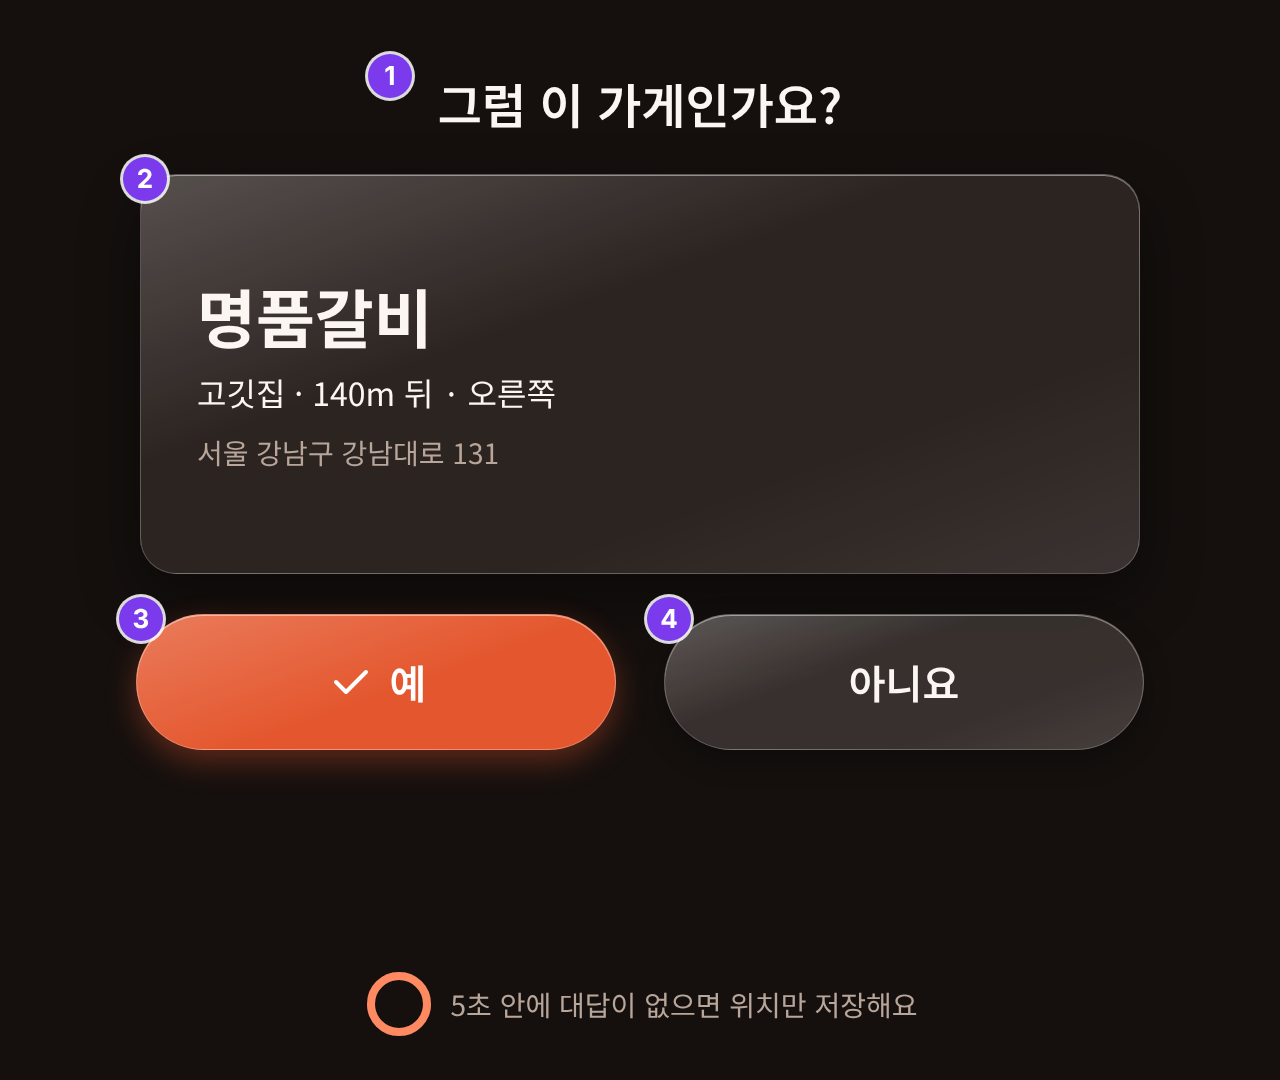 1
그럼 이 가게인가요?
2
명품갈비
고깃집 · 140m 뒤 · 오른쪽
서울 강남구 강남대로 131
3
예
4
아니요
5초 안에 대답이 없으면 위치만 저장해요